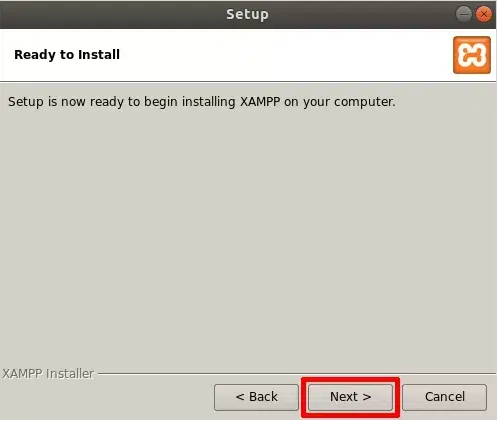 Setup
Ready to Install
Setup is now ready to begin installing XAMPP on your computer.
XAMPP Installer
< Back
Next >
Cancel